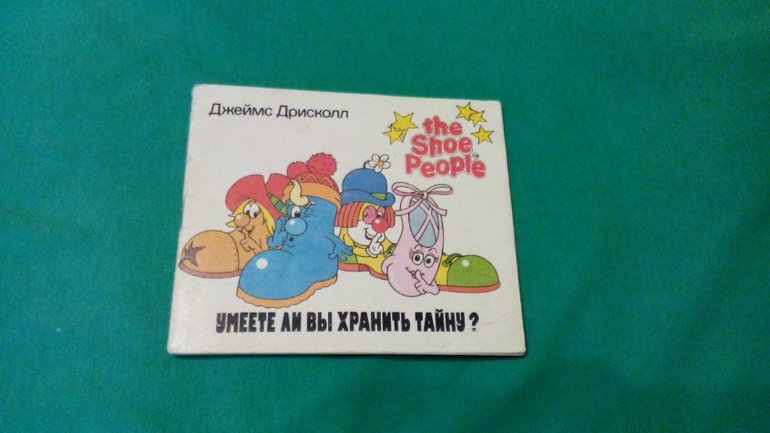 Джеймс Дрисколл
the
Shoe
People
УМЕЕТЕ ЛИ ВЫ ХРАНИТЬ ТАЙНУ?